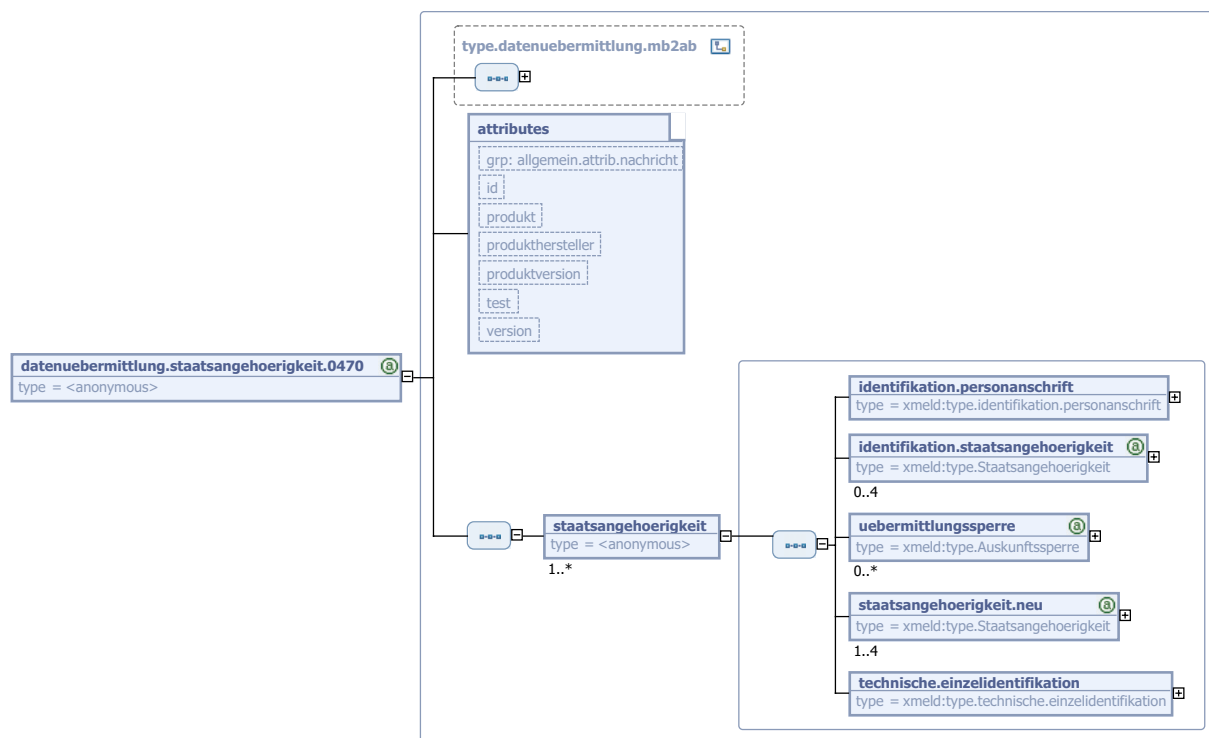 type.datenuebermittlung.mb2ab
attributes
grp: allgemein.attrib.nachricht
id
produkt
produkthersteller
produktversion
test
version
datenuebermittlung.staatsangehoerigkeit.0470 a
type = <anonymous>
staatsangehoerigkeit
type = <anonymous>
1..*
identifikation.personanschrift
type = xmeld:type.identifikation.personanschrift
identifikation.staatsangehoerigkeit a
type = xmeld:type.Staatsangehoerigkeit
0..4
uebermittlungssperre a
type = xmeld:type.Auskunftssperre
0..*
staatsangehoerigkeit.neu a
type = xmeld:type.Staatsangehoerigkeit
1..4
technische.einzelidentifikation
type = xmeld:type.technische.einzelidentifikation